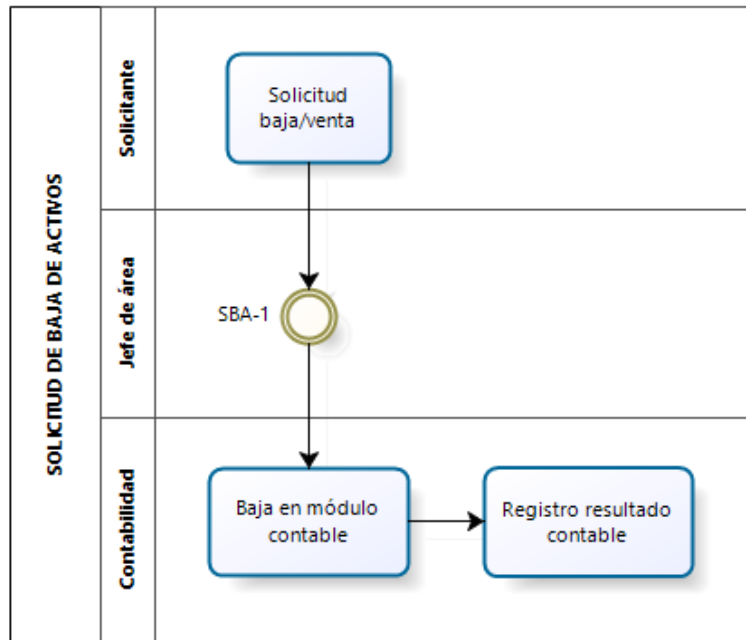 SOLICITUD DE BAJA DE ACTIVOS
Solicitante
Solicitud
baja/venta
Jefe de área
SBA-1
Contabilidad
Baja en módulo
contable
Registro resultado
contable